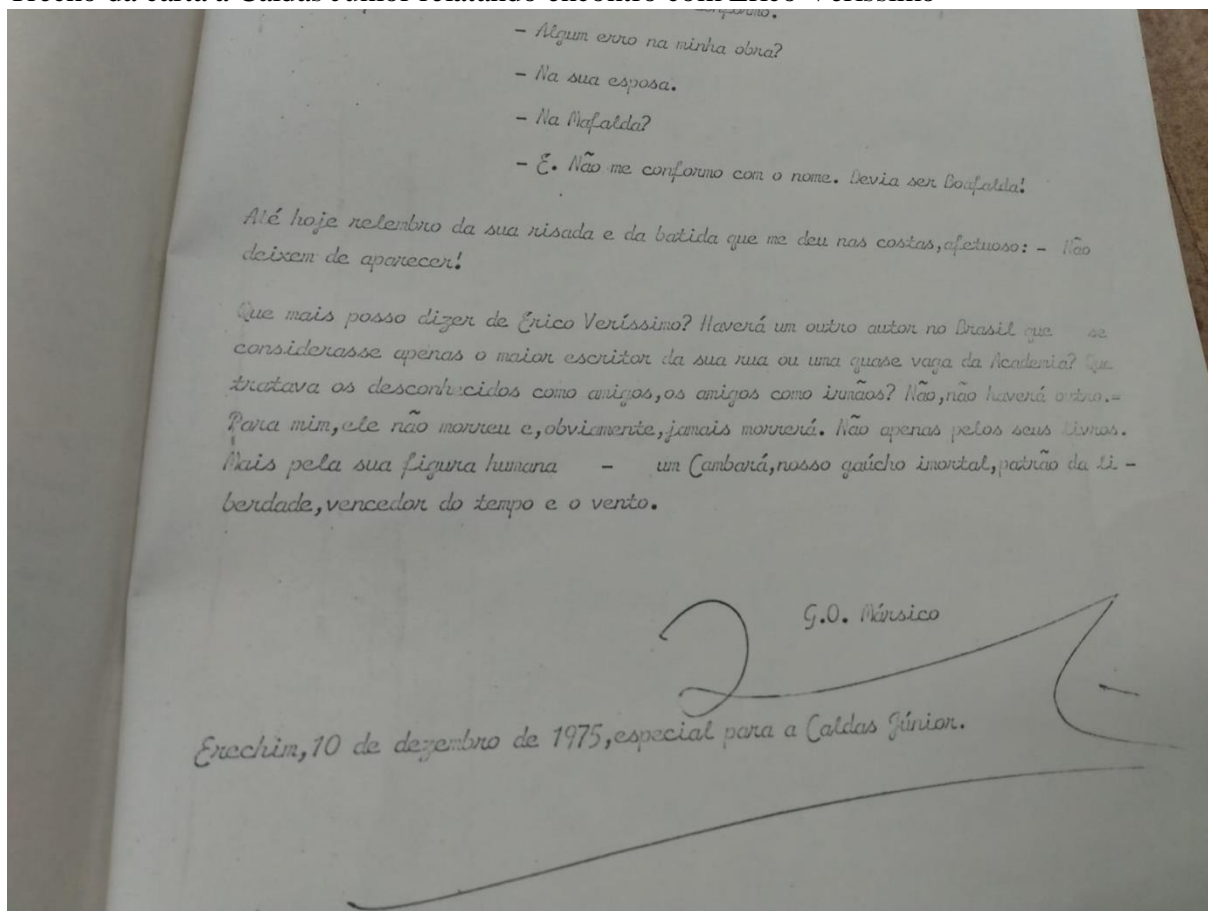 Trecho da carta a Caldas Júnior relatando encontro com Erico Veríssimo
- Algum erro na minha obra?
- Na sua esposa.
- Na Mafalda?
- É. Não me conformo com o nome. Devia ser Boafalda!
Até hoje relembro da sua risada e da batida que me deu nas costas,afetuoso: - Não
deixem de aparecer!
Que mais posso dizer de Érico Veríssimo? Haverá um outro autor no Brasil que se
considerasse apenas o maior escritor da sua rua ou uma quase vaga da Academia? Que
tratava os desconhecidos como amigos,os amigos como irmãos? Não,não haverá outro.=
Para mim,ele não morreu e,obviamente,jamais morrerá. Não apenas pelos seus livros.
Mais pela sua figura humana - um Cambará,nosso gaúcho imortal,patrão da li -
berdade,vencedor do tempo e o vento.
G.O. Mársico
Erechim,10 de dezembro de 1975,especial para a Caldas Júnior.